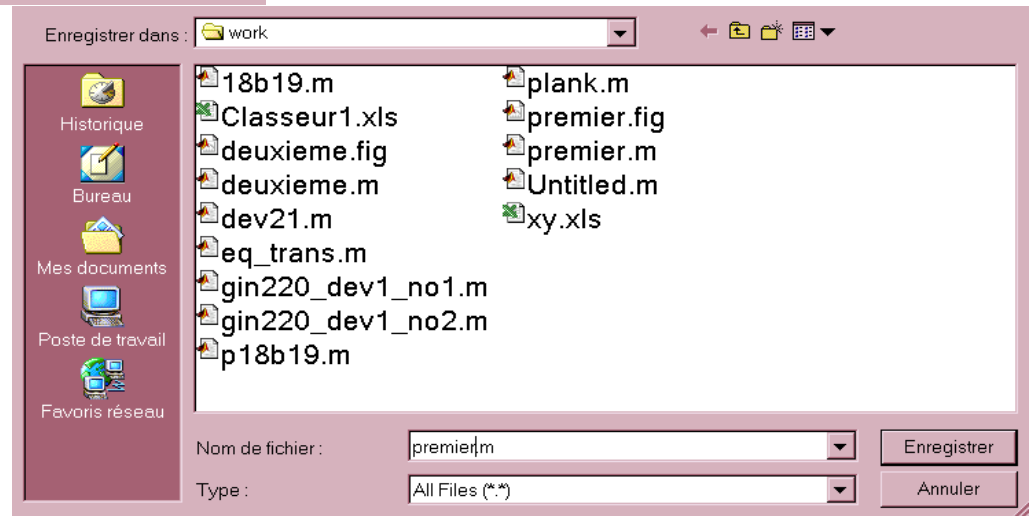 Enregistrer dans : work
Historique
Bureau
Mes documents
Poste de travail
Favoris réseau
18b19.m
Classeur1.xls
deuxieme.fig
deuxieme.m
dev21.m
eq_trans.m
gin220_dev1_no1.m
gin220_dev1_no2.m
p18b19.m
plank.m
premier.fig
premier.m
Untitled.m
xy.xls
Nom de fichier : premier.m Enregistrer
Type : All Files (*.*) Annuler